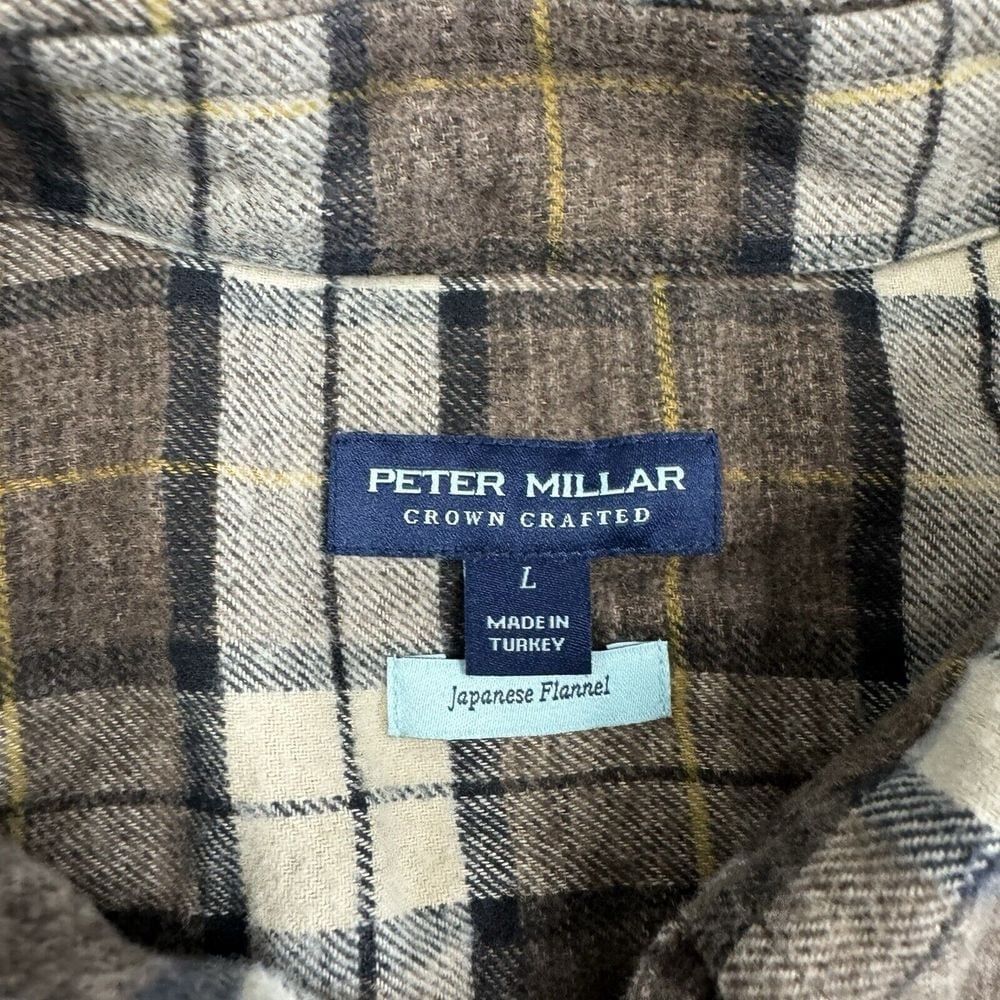 PETER MILLAR
CROWN CRAFTED
L
MADE IN
TURKEY
Japanese Flannel